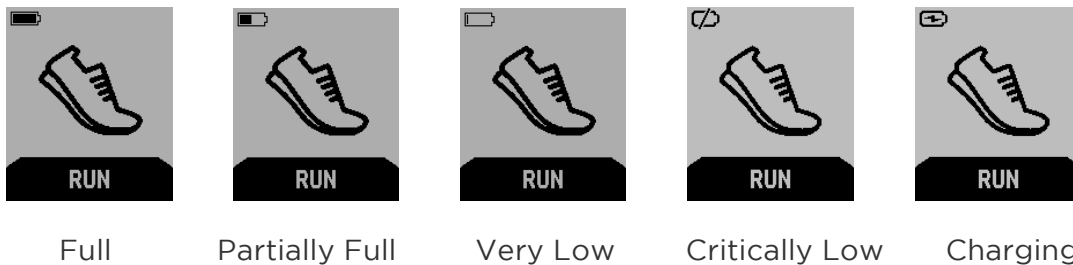 RUN RUN RUN RUN RUN
Full Partially Full Very Low Critically Low Charging